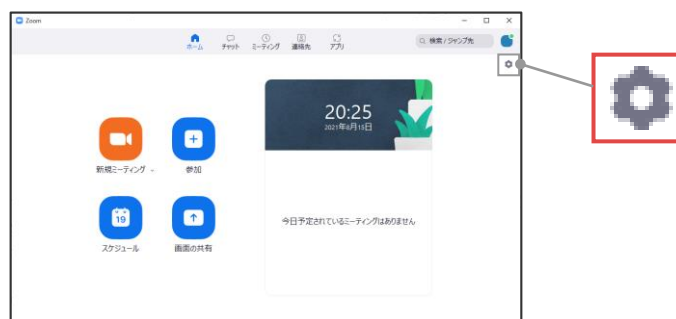 Zoom
ホーム
チャット
ミーティング
連絡先
アプリ
検索 / ジャンプ先
20:25
2021年8月15日
新規ミーティング
参加
19
スケジュール
画面の共有
今日予定されているミーティングはありません